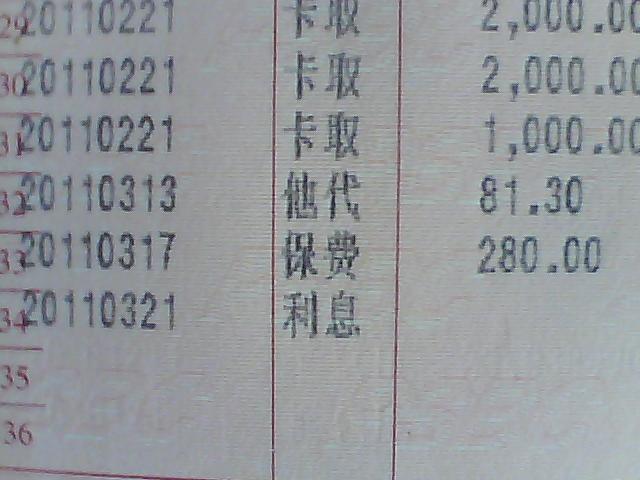 29 20110221 卡取 2,000.00
30 20110221 卡取 2,000.00
31 20110221 卡取 1,000.00
32 20110313 他代 81.30
33 20110317 保费 280.00
34 20110321 利息
35
36